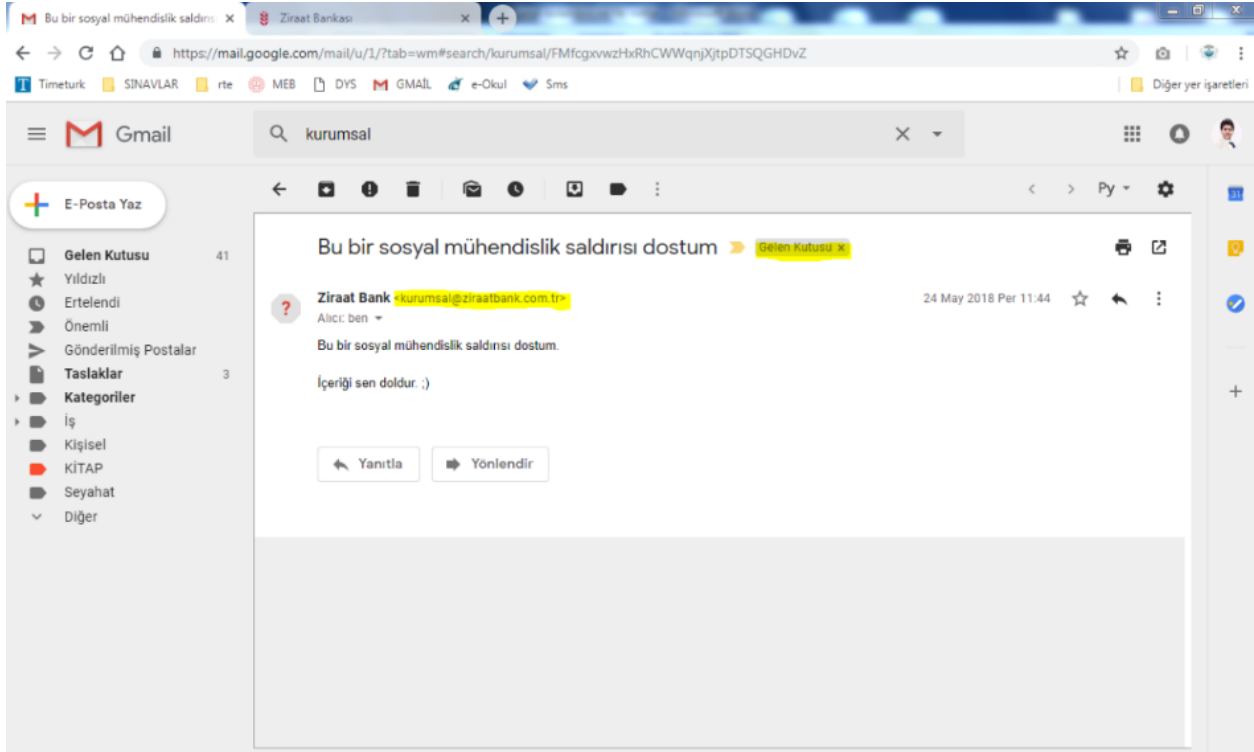 Bu bir sosyal mühendislik saldırıs
Ziraat Bankası
https://mail.google.com/mail/u/1/?tab=wm#search/kurumsal/FMfcgxvwzHxRhCWWqnjXjtpDTSQGHDvZ
Timeturk SINAVLAR rte MEB DYS GMAİL e-Okul Sms Diğer yer işaretleri
Gmail kurumsal
E-Posta Yaz Py
31
Bu bir sosyal mühendislik saldırısı dostum Gelen Kutusu x
Gelen Kutusu 41
Yıldızlı
Ertelendi
Önemli
Gönderilmiş Postalar
Taslaklar 3
Kategoriler
İş
Kişisel
KİTAP
Seyahat
Diğer
Ziraat Bank <kurumsal@ziraatbank.com.tr> 24 May 2018 Per 11:44
Alıcı: ben
Bu bir sosyal mühendislik saldırısı dostum.
İçeriği sen doldur. ;)
Yanıtla Yönlendir